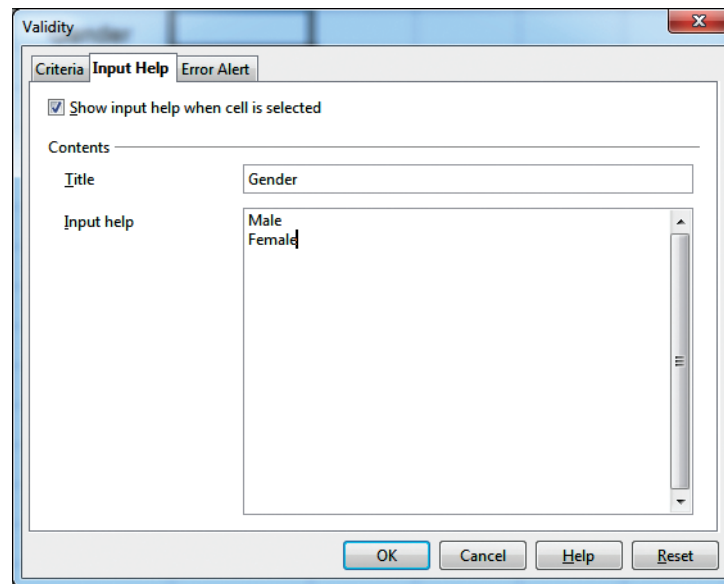 Validity
Gender
Criteria Input Help Error Alert
Show input help when cell is selected
Contents
Title Gender
Input help Male
Female
OK Cancel Help Reset